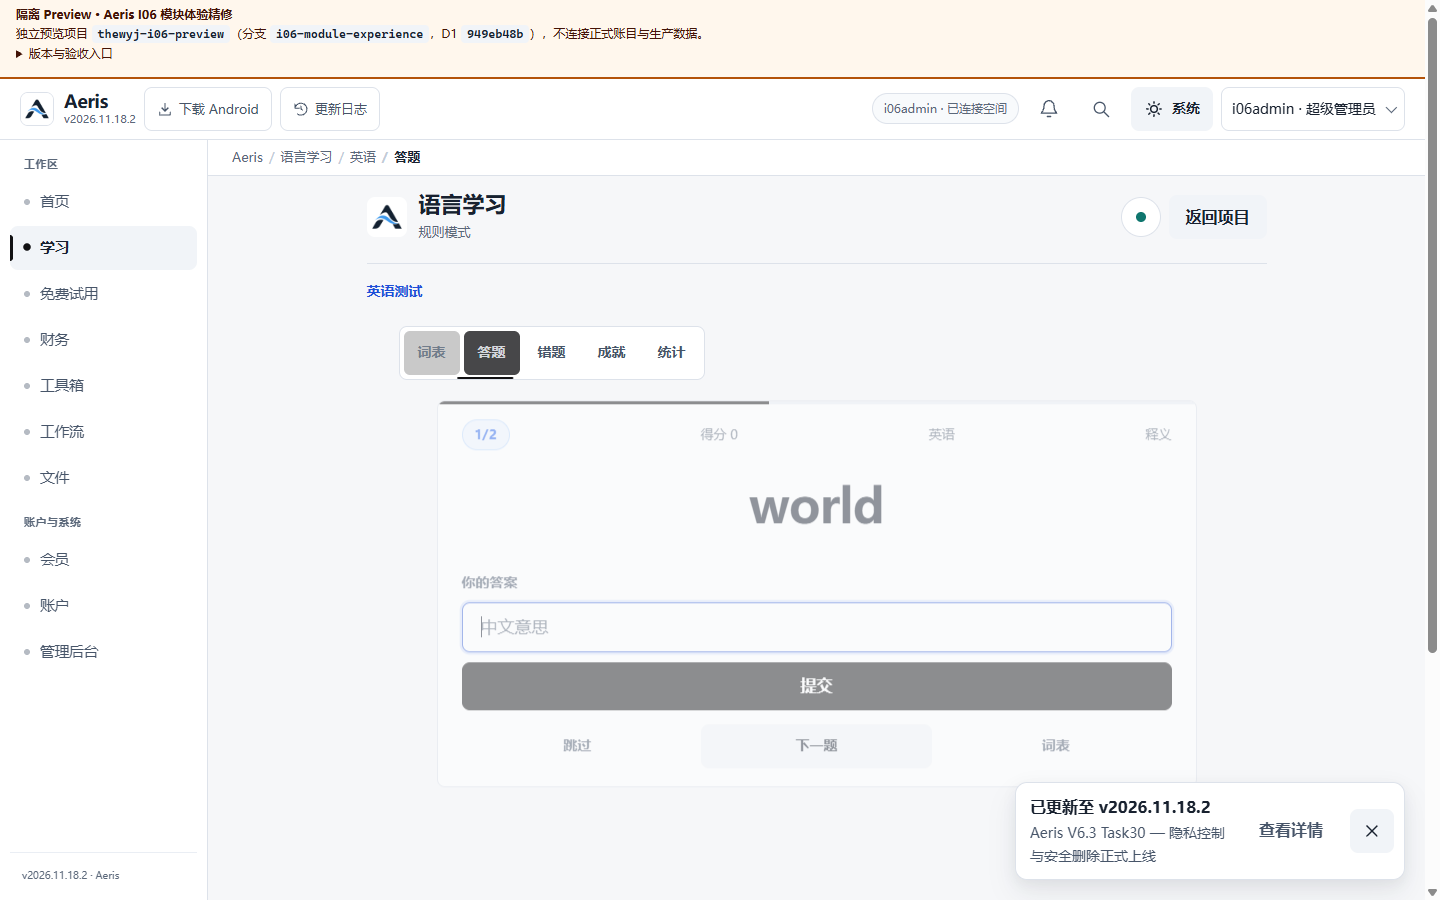 隔离 Preview • Aeris I06 模块体验精修
独立预览项目 thewyj-i06-preview （分支 i06-module-experience，D1 949eb48b ），不连接正式账目与生产数据。
▶ 版本与验收入口
Aeris
v2026.11.18.2
下载 Android
更新日志
i06admin · 已连接空间
系统
i06admin · 超级管理员
工作区
首页
学习
免费试用
财务
工具箱
工作流
文件
账户与系统
会员
账户
管理后台
v2026.11.18.2 · Aeris
Aeris / 语言学习 / 英语 / 答题
语言学习
规则模式
返回项目
英语测试
词表 答题 错题 成就 统计
1/2 得分 0 英语 释义
world
你的答案
中文意思
提交
跳过 下一题 词表
已更新至 v2026.11.18.2
Aeris V6.3 Task30 — 隐私控制
与安全删除正式上线
查看详情